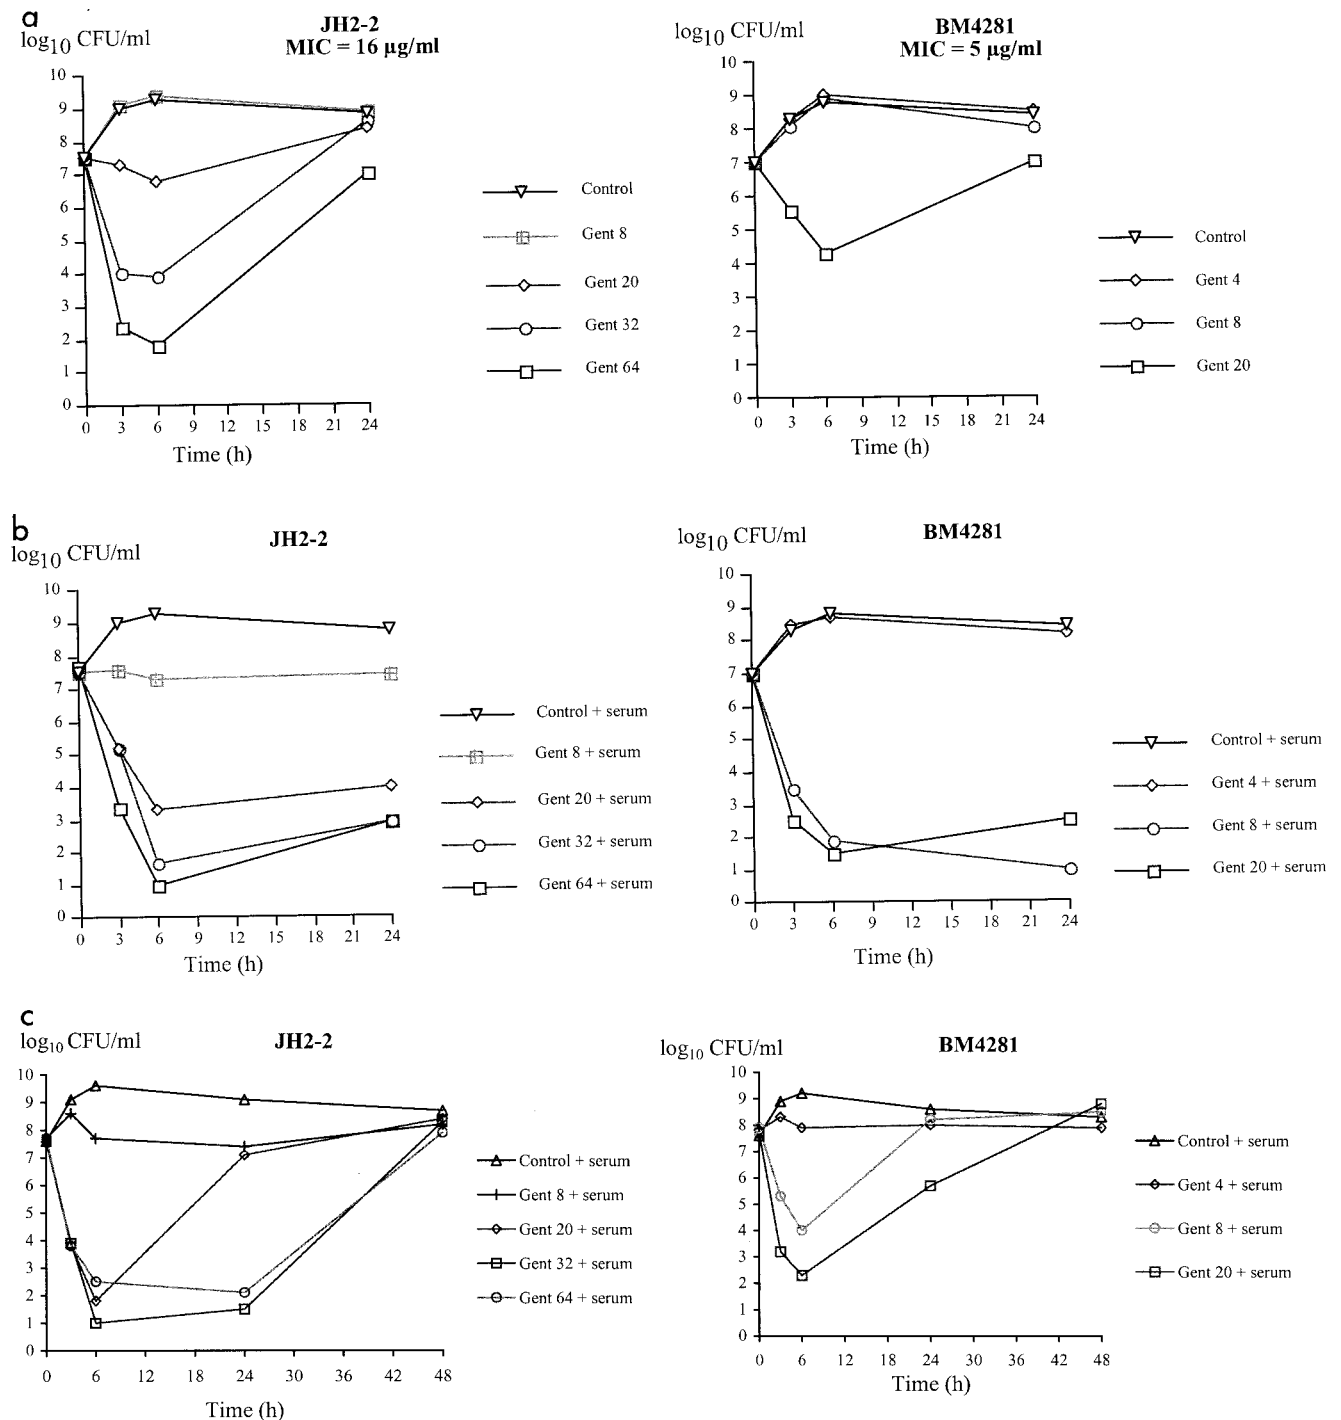 a
log10 CFU/ml
JH2-2
MIC = 16 µg/ml
10
9
8
7
6
5
4
3
2
1
0
0 3 6 9 12 15 18 21 24
Time (h)
Control
Gent 8
Gent 20
Gent 32
Gent 64
log10 CFU/ml
BM4281
MIC = 5 µg/ml
10
9
8
7
6
5
4
3
2
1
0
0 3 6 9 12 15 18 21 24
Time (h)
Control
Gent 4
Gent 8
Gent 20
b
log10 CFU/ml
JH2-2
10
9
8
7
6
5
4
3
2
1
0
0 3 6 9 12 15 18 21 24
Time (h)
Control + serum
Gent 8 + serum
Gent 20 + serum
Gent 32 + serum
Gent 64 + serum
log10 CFU/ml
BM4281
10
9
8
7
6
5
4
3
2
1
0
0 3 6 9 12 15 18 21 24
Time (h)
Control + serum
Gent 4 + serum
Gent 8 + serum
Gent 20 + serum
c
log10 CFU/ml
JH2-2
10
9
8
7
6
5
4
3
2
1
0
0 6 12 18 24 30 36 42 48
Time (h)
Control + serum
Gent 8 + serum
Gent 20 + serum
Gent 32 + serum
Gent 64 + serum
log10 CFU/ml
BM4281
10
9
8
7
6
5
4
3
2
1
0
0 6 12 18 24 30 36 42 48
Time (h)
Control + serum
Gent 4 + serum
Gent 8 + serum
Gent 20 + serum